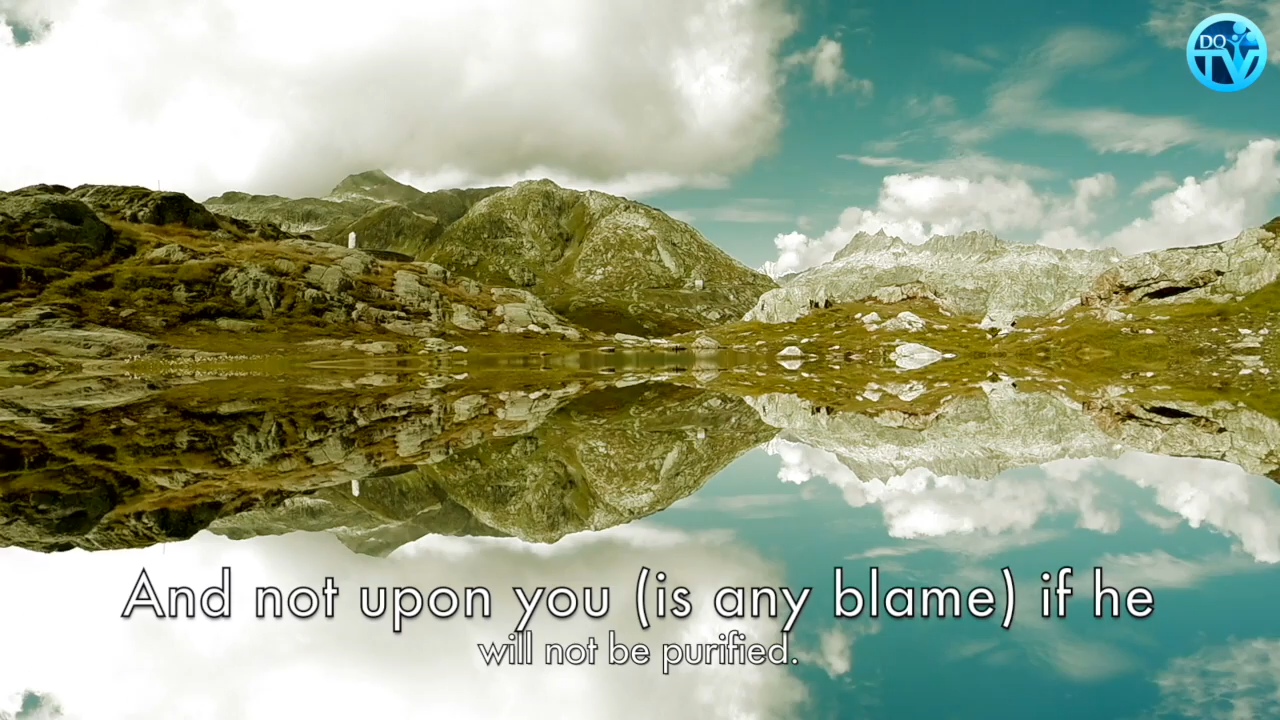 DQ
TV
And not upon you (is any blame) if he
will not be purified.